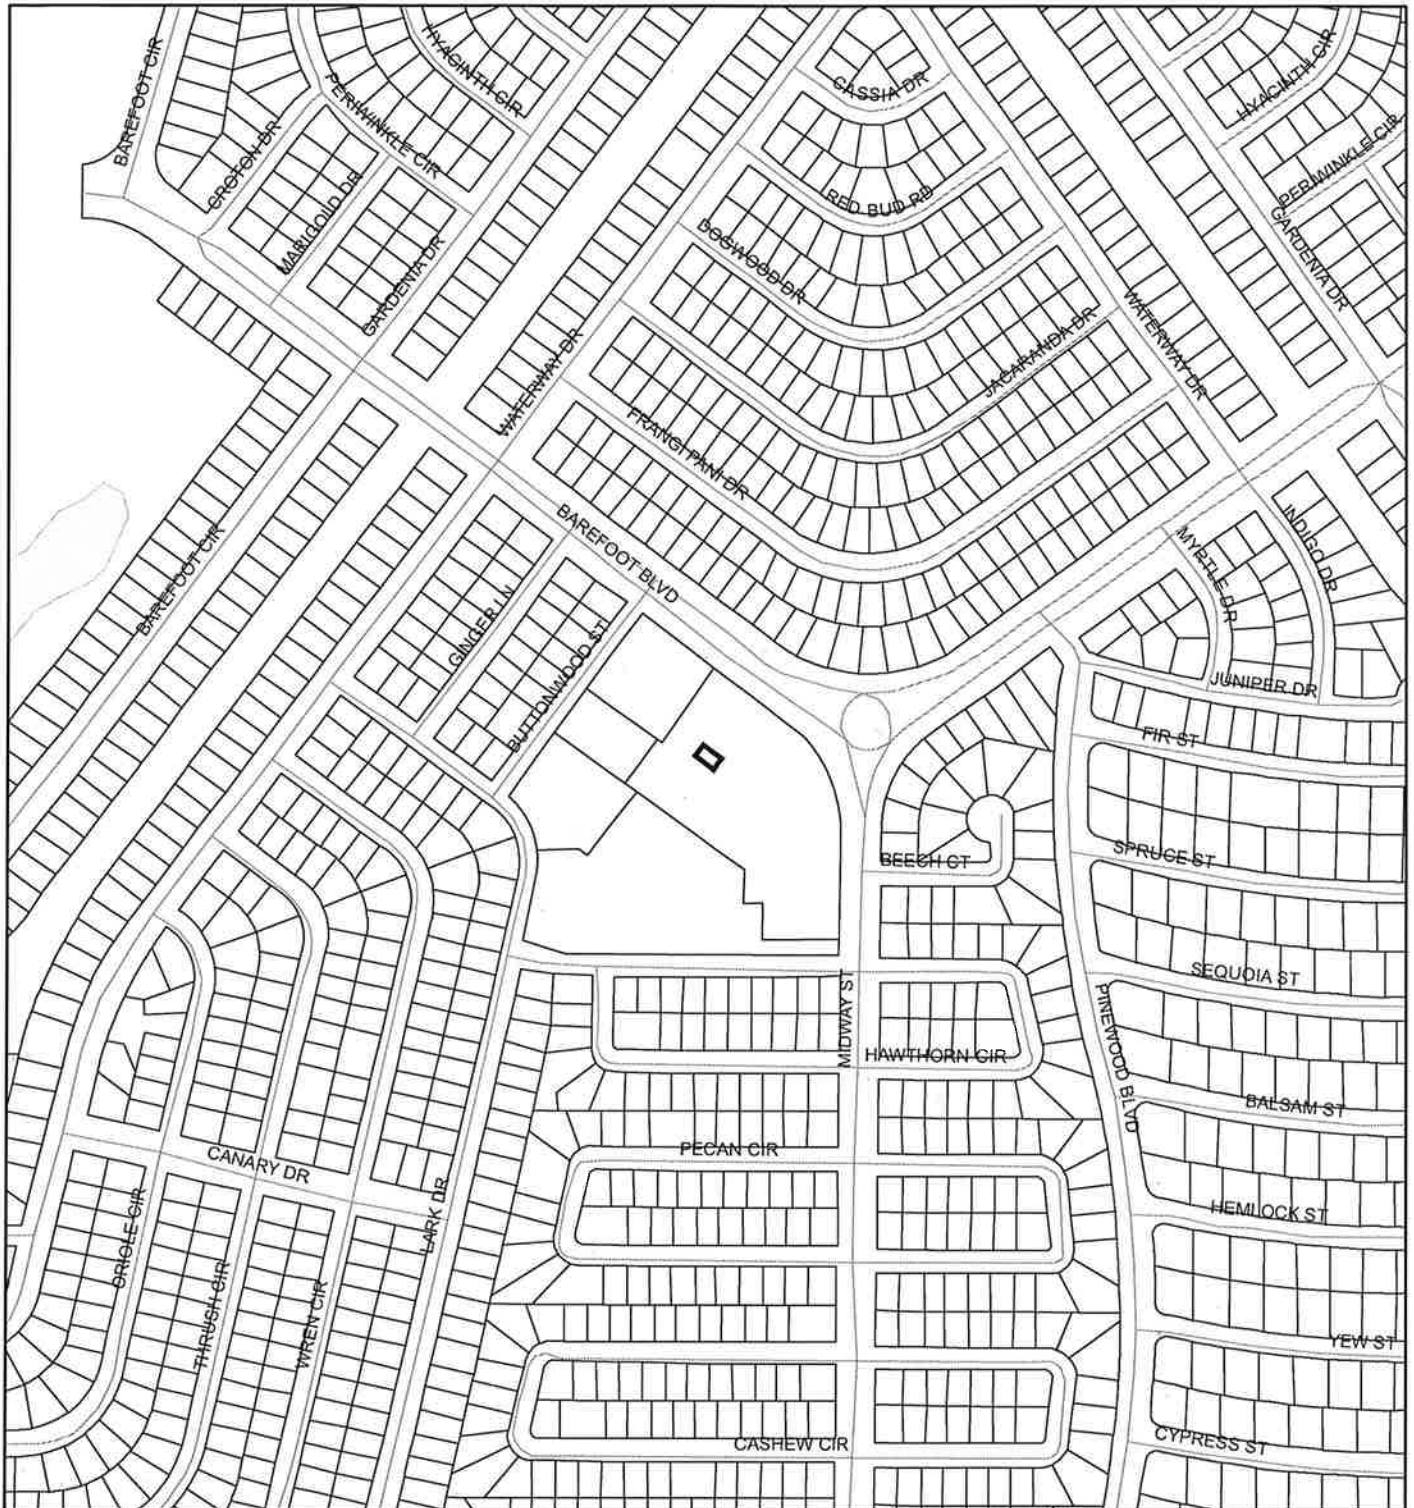 BAREFOOT CIR
HYACINTH CIR
PERIWINKLE CIR
CROTON DR
MARIGOILD DR
GARDENIA DR
CASSIA DR
RED BUD RD
DOGWOOD DR
HYACINTH CIR
PERIWINKLE CIR
GARDENIA DR
WATERWAY DR
WATERWAY DR
JACARANDA DR
FRANGI PANI DR
BAREFOOT BLVD
BAREFOOT CIR
GINGER LN
BUTTONWOOD ST
MYRTLE DR
INDIGO DR
JUNIPER DR
FIR ST
SPRUCE ST
BEECH CT
SEQUOIA ST
MIDWAY ST
HAWTHORN CIR
PINEWOOD BLVD
BALSAM ST
PECAN CIR
CANARY DR
LARK DR
ORIOLE CIR
THRUSH CIR
WREN CIR
HEMLOCK ST
YEW ST
CASHEW CIR
CYPRESS ST